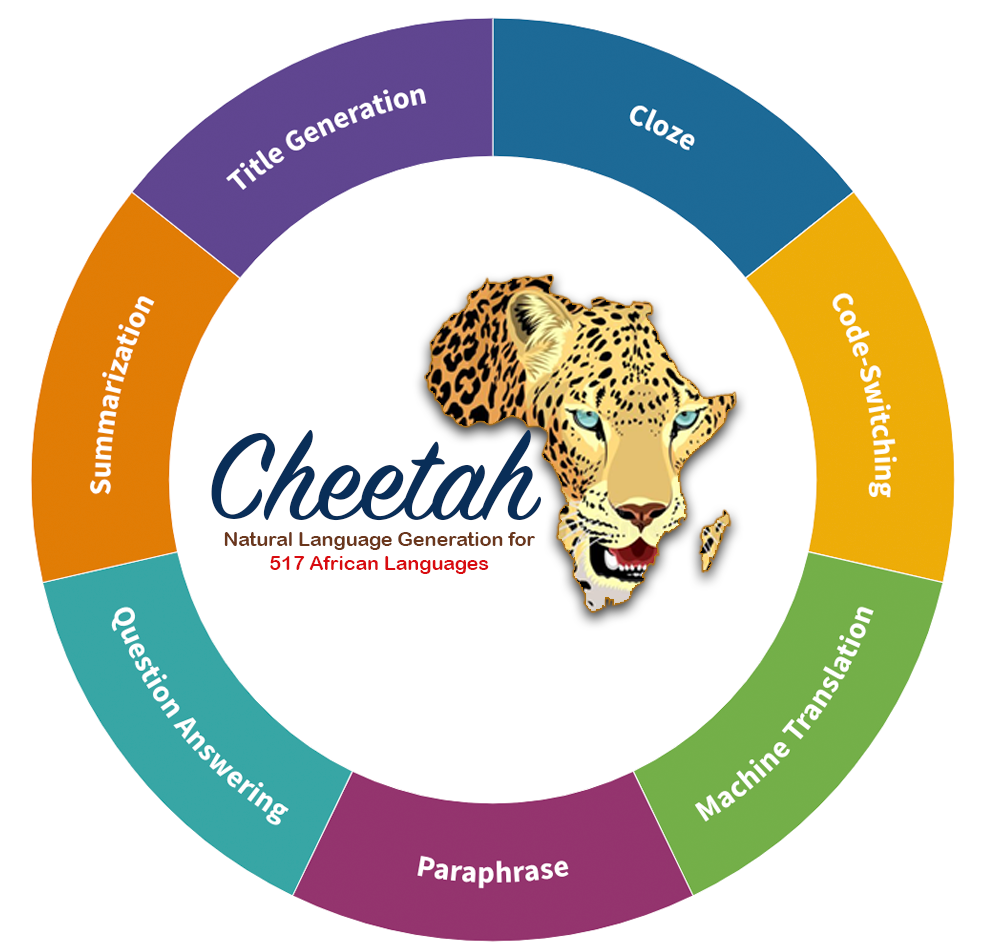 Title Generation
Cloze
Code-Switching
Machine Translation
Paraphrase
Question Answering
Summarization
Cheetah
Natural Language Generation for
517 African Languages